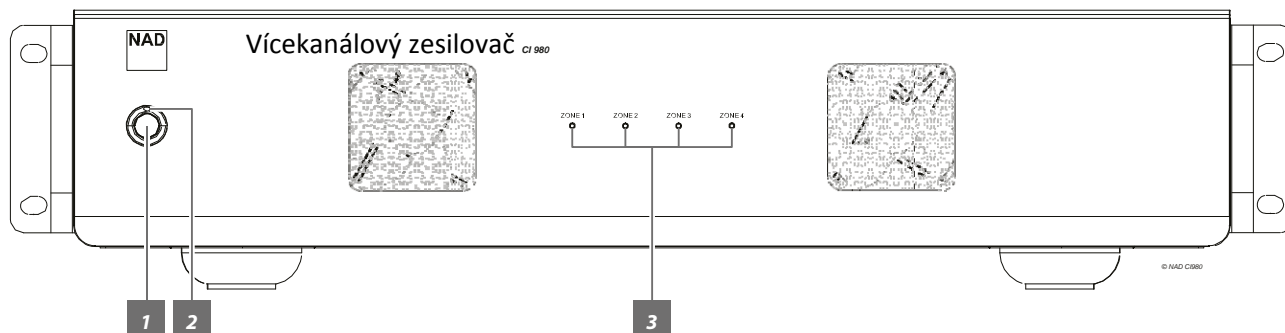 NAD
Vícekanálový zesilovač CI 980
ZONE 1 ZONE 2 ZONE 3 ZONE 4
© NAD CI980
1 2 3